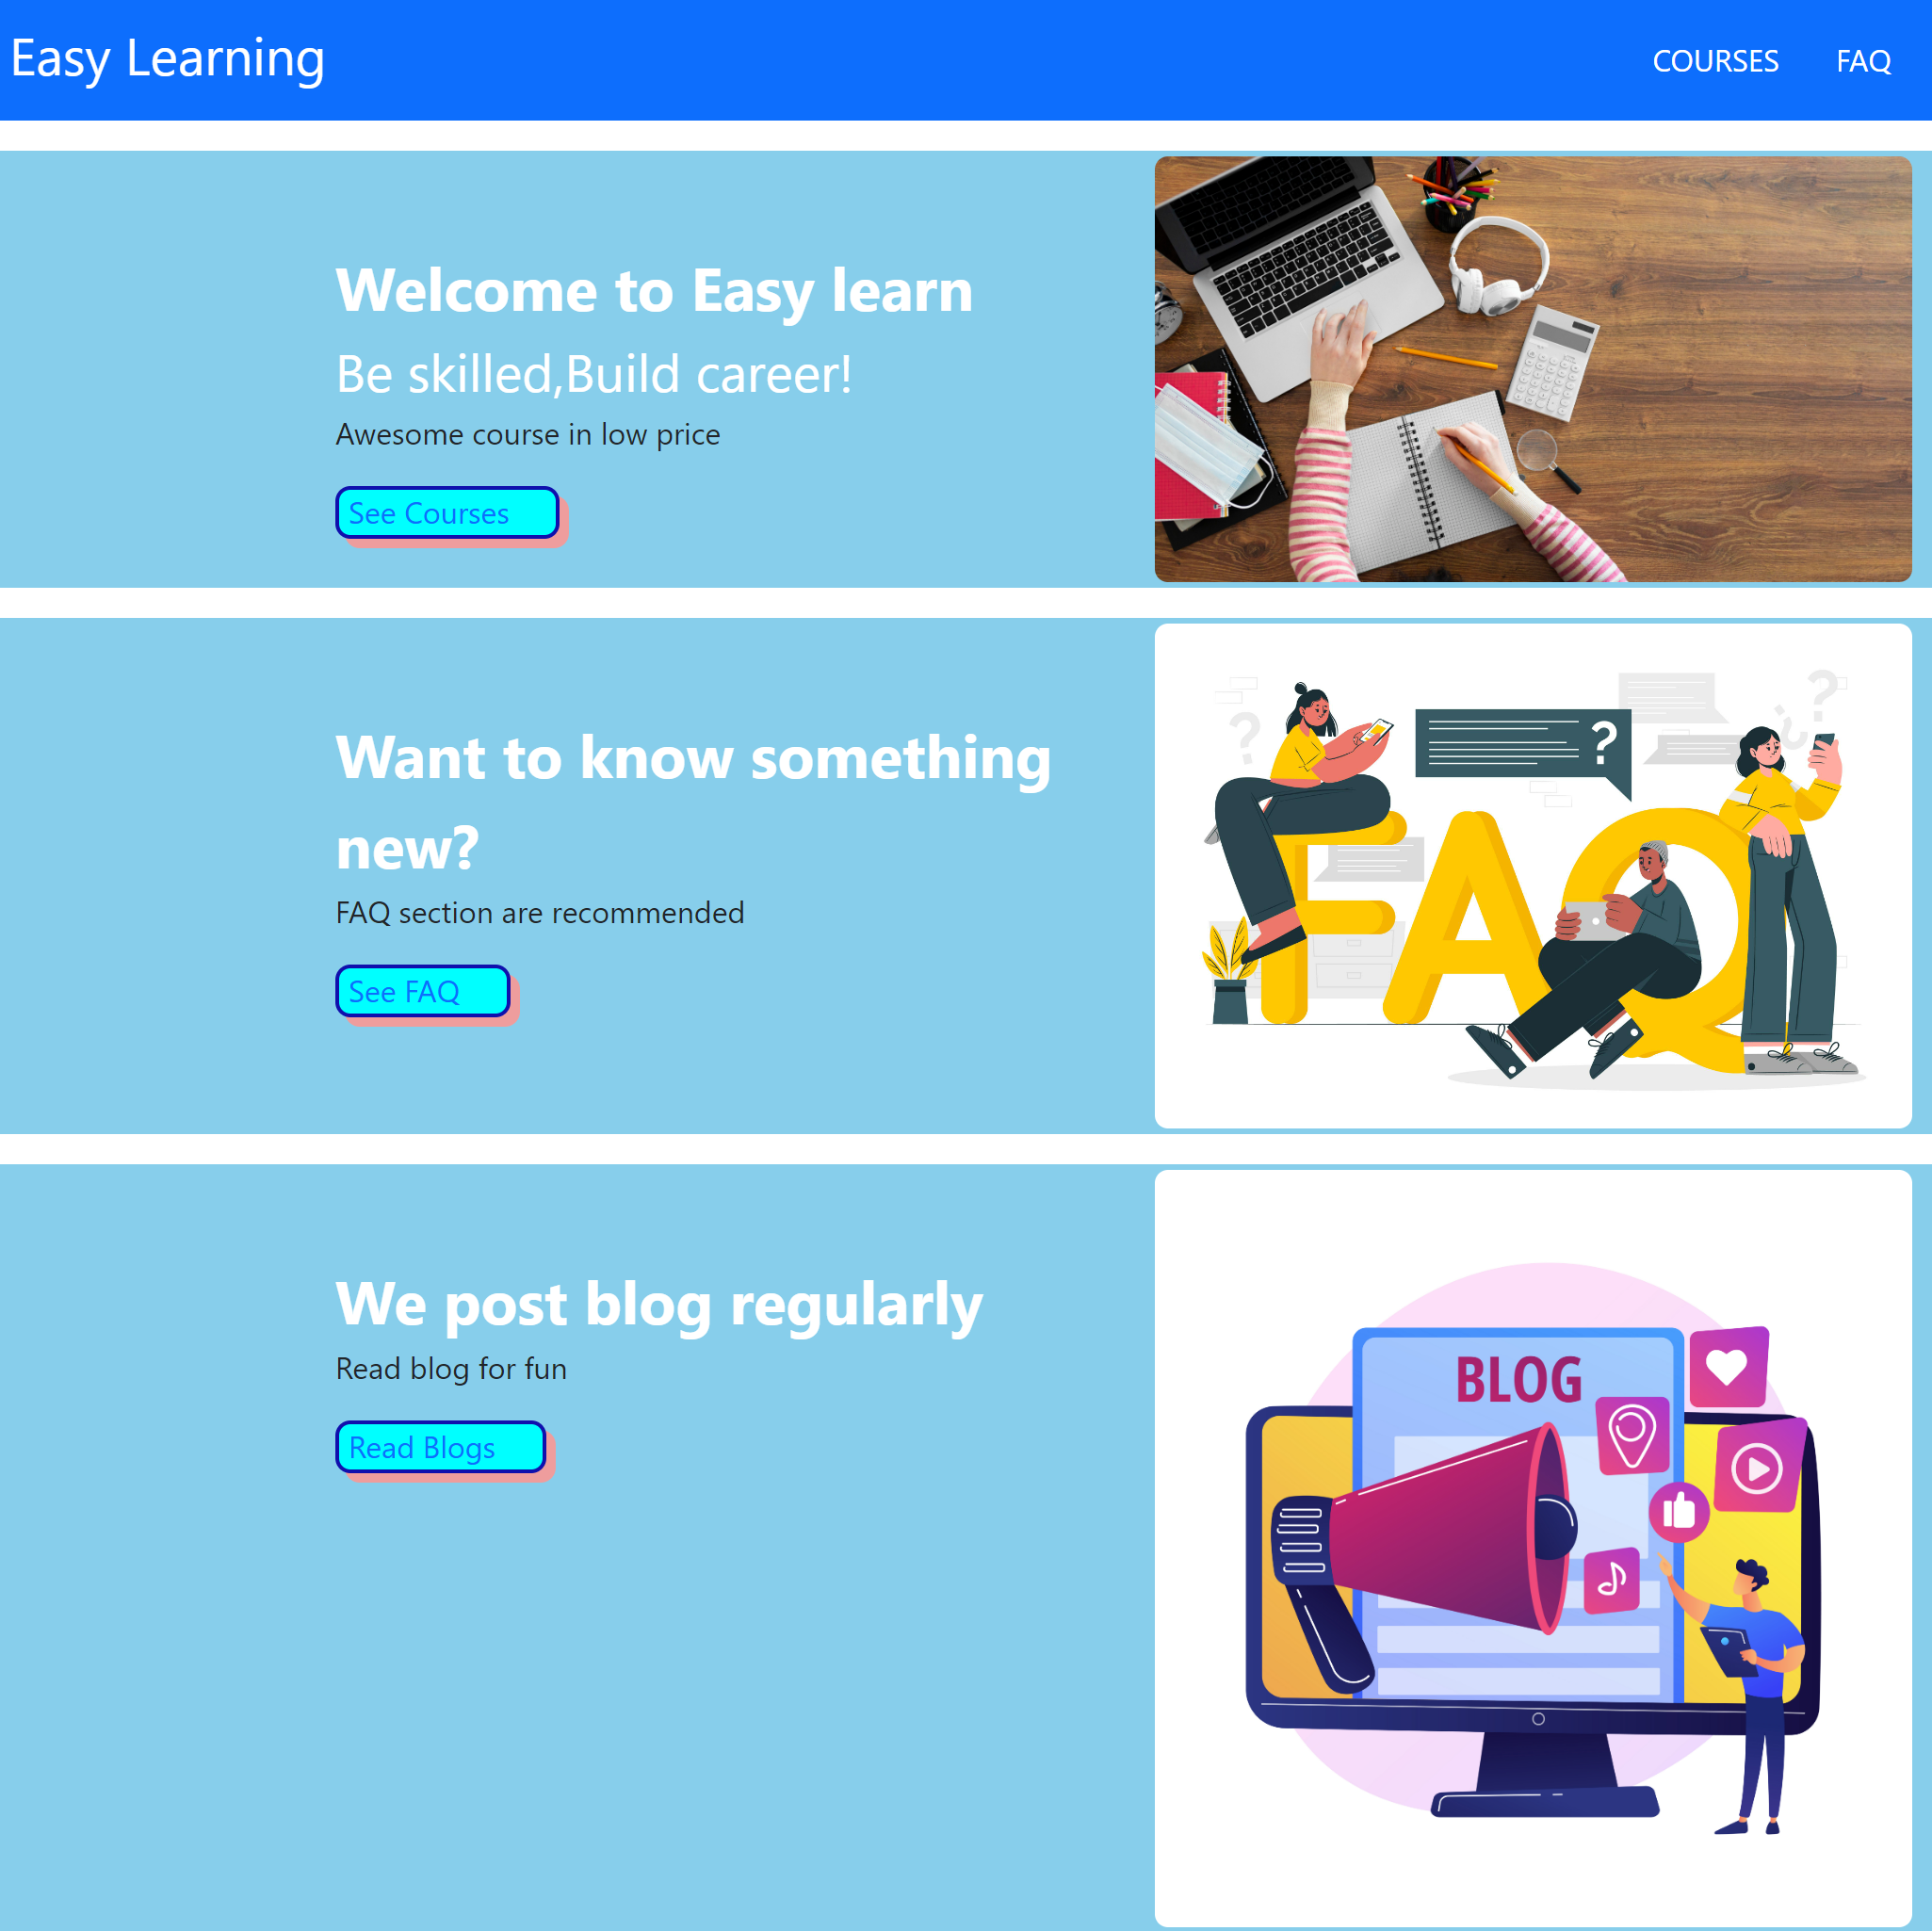 Easy Learning
COURSES FAQ
Welcome to Easy learn
Be skilled,Build career!
Awesome course in low price
See Courses
Want to know something
new?
FAQ section are recommended
See FAQ
?
?
?
?
FAQ
We post blog regularly
Read blog for fun
Read Blogs
BLOG